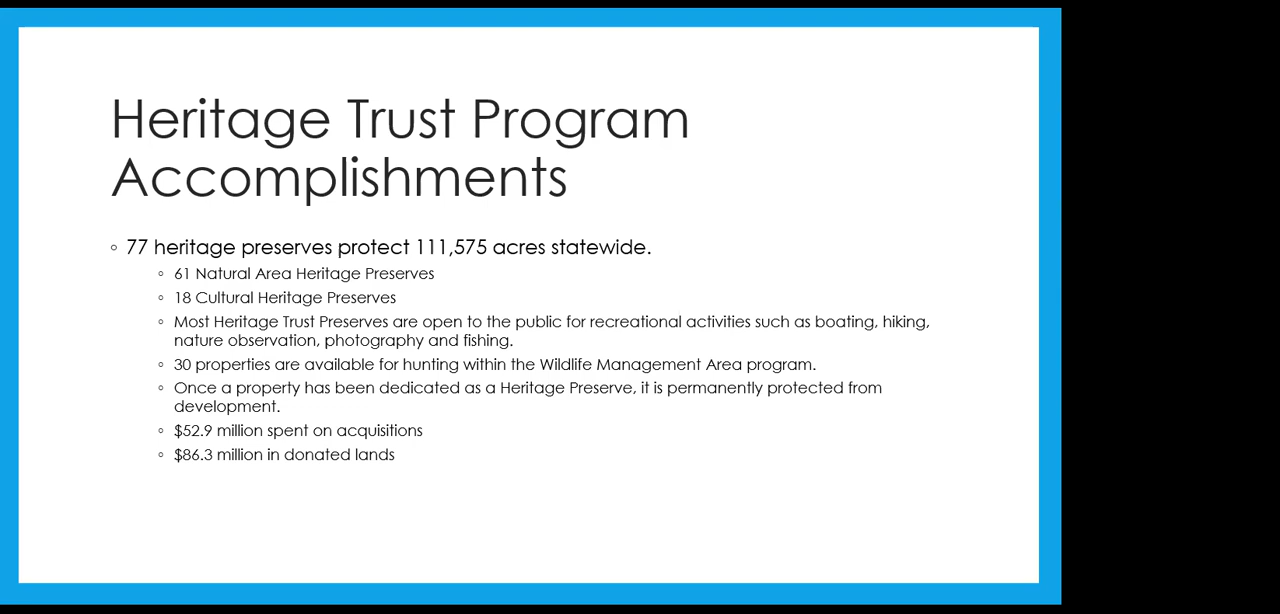 Heritage Trust Program
Accomplishments
◦ 77 heritage preserves protect 111,575 acres statewide.
◦ 61 Natural Area Heritage Preserves
◦ 18 Cultural Heritage Preserves
◦ Most Heritage Trust Preserves are open to the public for recreational activities such as boating, hiking,
nature observation, photography and fishing.
◦ 30 properties are available for hunting within the Wildlife Management Area program.
◦ Once a property has been dedicated as a Heritage Preserve, it is permanently protected from
development.
◦ $52.9 million spent on acquisitions
◦ $86.3 million in donated lands